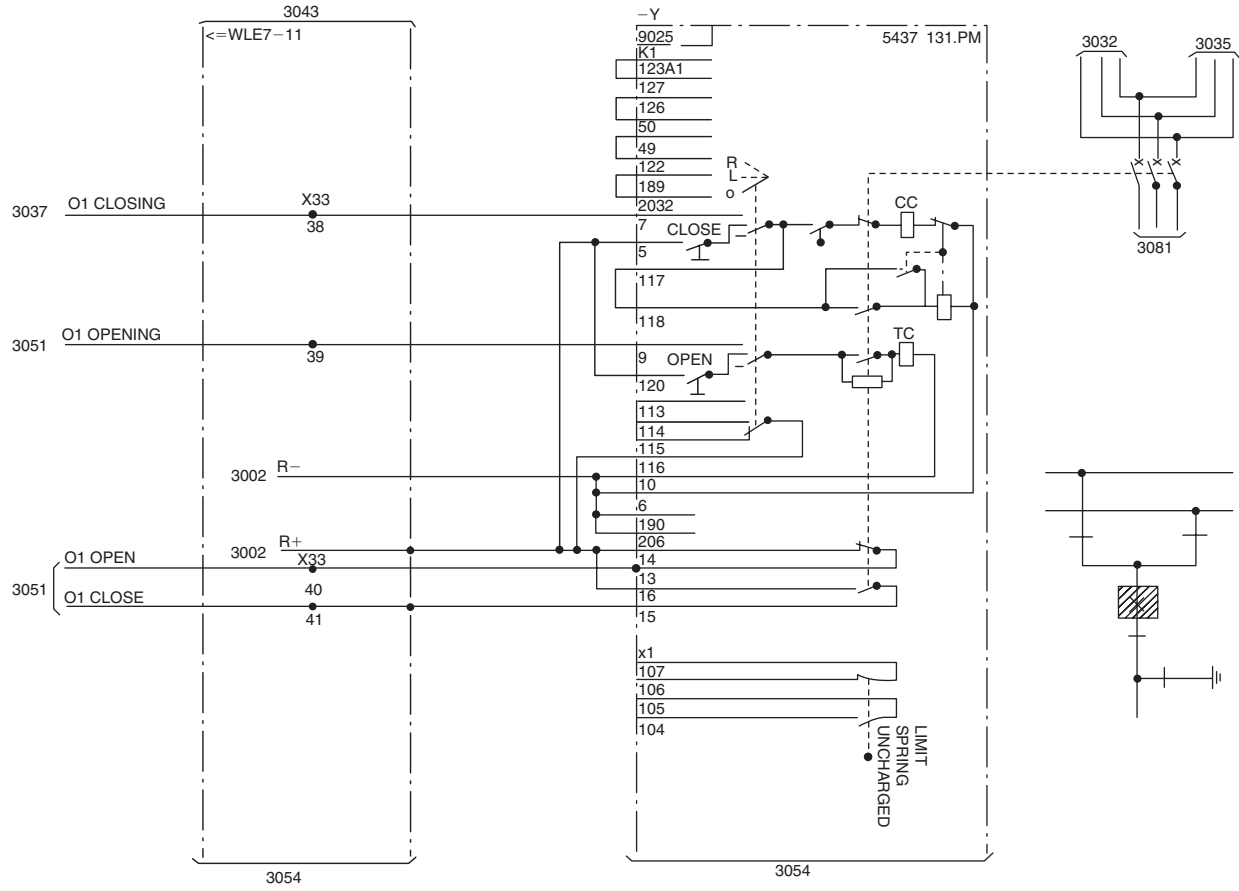 3043
-Y
<=WLE7-11
9025
5437 131.PM
3032
3035
K1
123A1
127
126
50
49
122
R
L
189
o
2032
O1 CLOSING
X33
3037
38
7
CLOSE
CC
5
3081
117
118
O1 OPENING
TC
3051
39
9
OPEN
120
113
114
115
R-
116
3002
10
6
190
R+
206
3002
O1 OPEN
X33
14
13
3051
40
16
O1 CLOSE
41
15
x1
107
106
105
104
LIMIT
SPRING
UNCHARGED
3054
3054